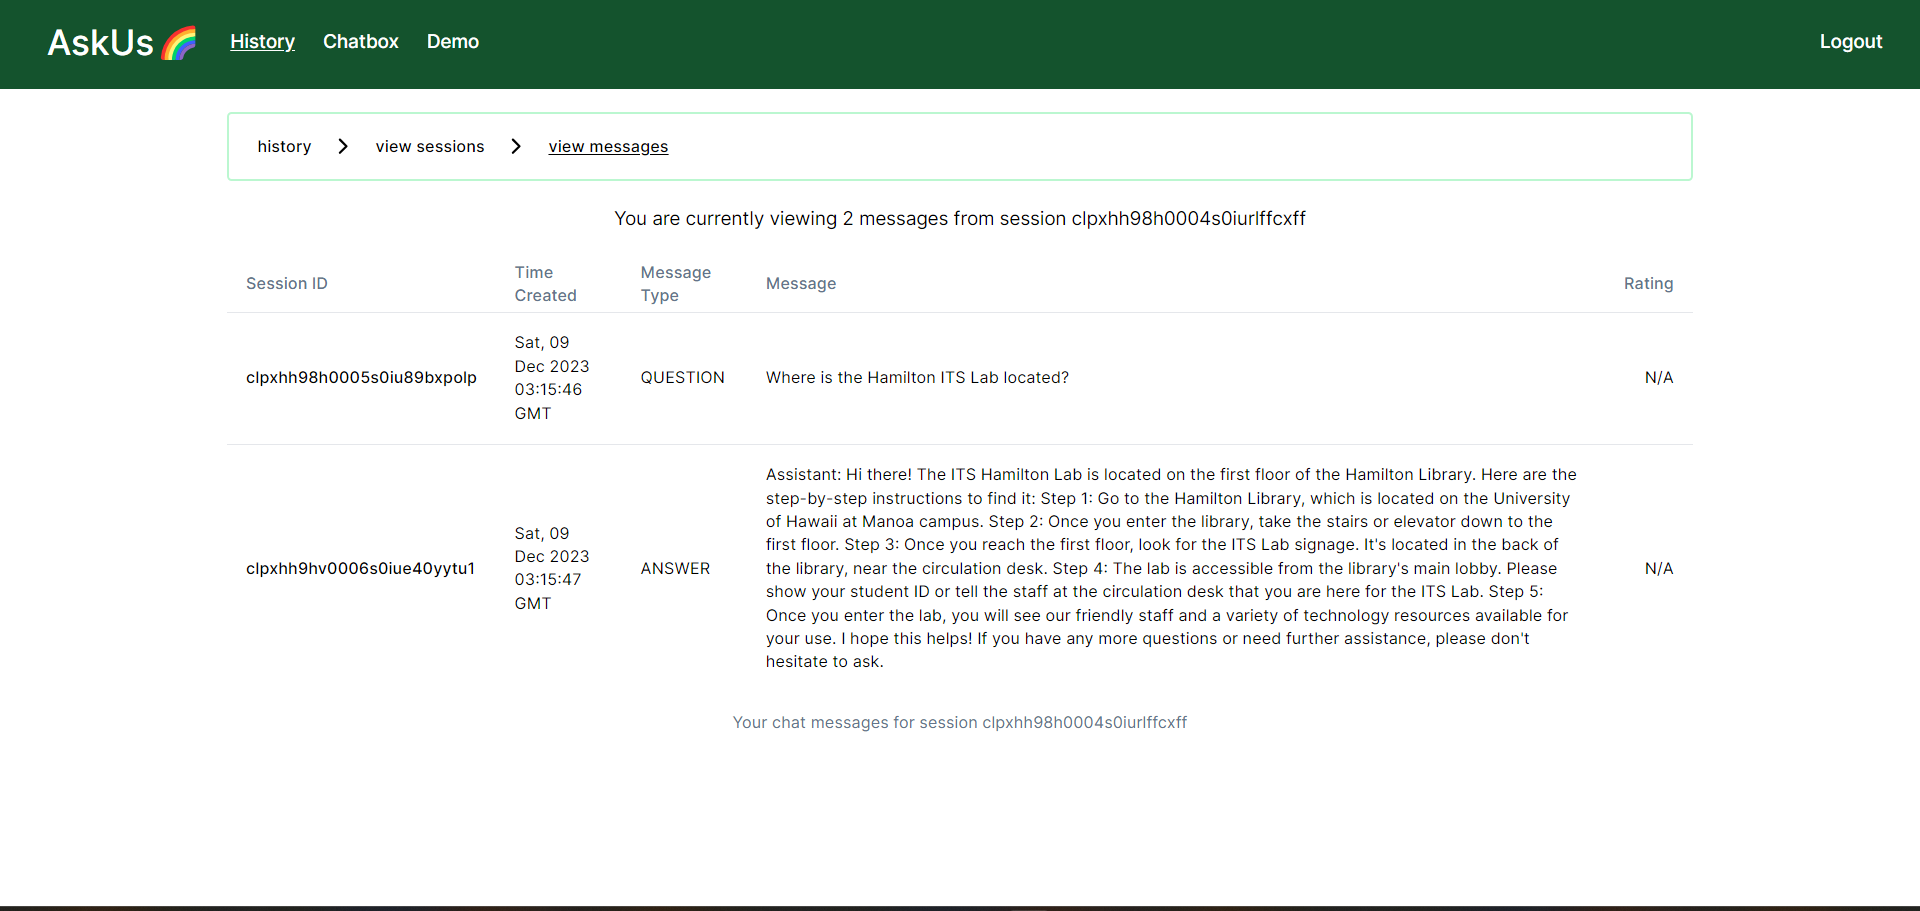 AskUs History Chatbox Demo Logout
history view sessions view messages
You are currently viewing 2 messages from session clpxhh98h0004s0iurlffcxff
Session ID
Time
Created
Message
Type
Message
Rating
clpxhh98h0005s0iu89bxpolp
Sat, 09
Dec 2023
03:15:46
GMT
QUESTION
Where is the Hamilton ITS Lab located?
N/A
clpxhh9hv0006s0iue40yytu1
Sat, 09
Dec 2023
03:15:47
GMT
ANSWER
Assistant: Hi there! The ITS Hamilton Lab is located on the first floor of the Hamilton Library. Here are the
step-by-step instructions to find it: Step 1: Go to the Hamilton Library, which is located on the University
of Hawaii at Manoa campus. Step 2: Once you enter the library, take the stairs or elevator down to the
first floor. Step 3: Once you reach the first floor, look for the ITS Lab signage. It's located in the back of
the library, near the circulation desk. Step 4: The lab is accessible from the library's main lobby. Please
show your student ID or tell the staff at the circulation desk that you are here for the ITS Lab. Step 5:
Once you enter the lab, you will see our friendly staff and a variety of technology resources available for
your use. I hope this helps! If you have any more questions or need further assistance, please don't
hesitate to ask.
N/A
Your chat messages for session clpxhh98h0004s0iurlffcxff